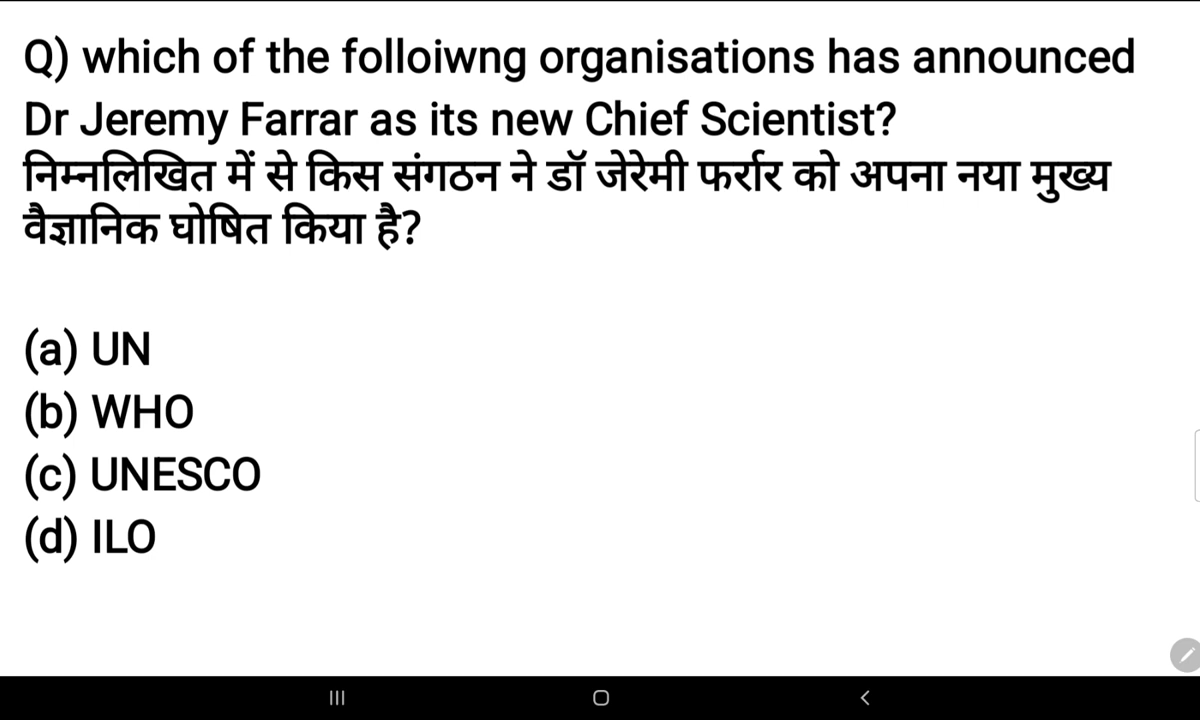 Q) which of the folloiwng organisations has announced
Dr Jeremy Farrar as its new Chief Scientist?
निम्नलिखित में से किस संगठन ने डॉ जेरेमी फर्रार को अपना नया मुख्य
वैज्ञानिक घोषित किया है?
(a) UN
(b) WHO
(c) UNESCO
(d) ILO